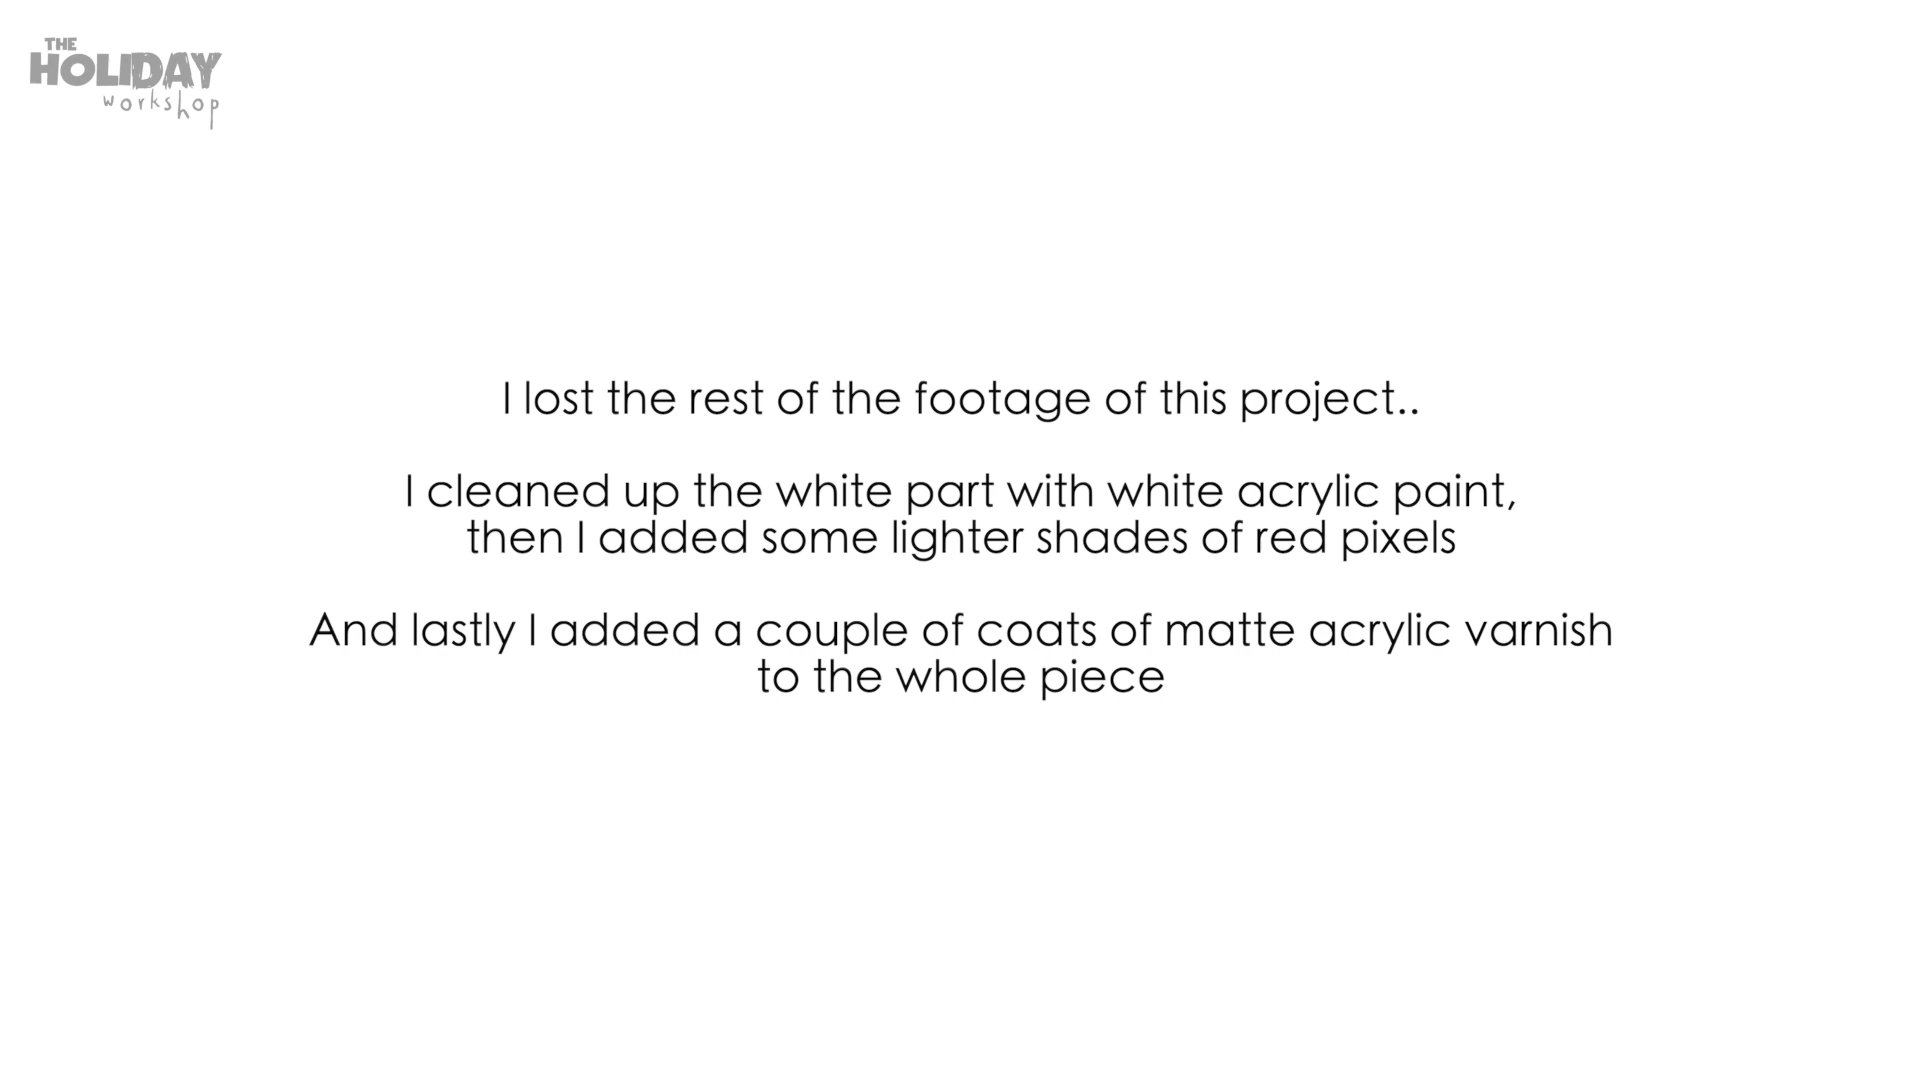 THE
HOLIDAY
workshop
I lost the rest of the footage of this project..
I cleaned up the white part with white acrylic paint,
then I added some lighter shades of red pixels
And lastly I added a couple of coats of matte acrylic varnish
to the whole piece